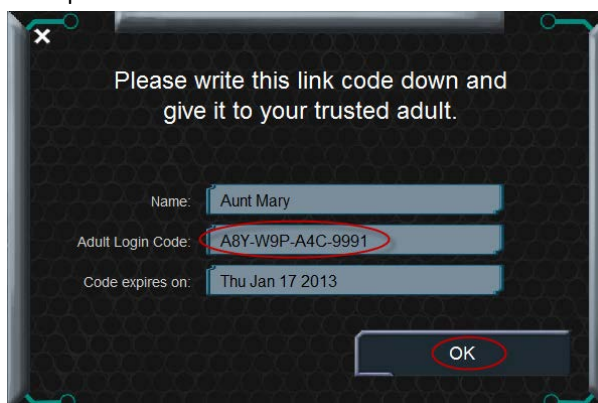 Please write this link code down and
give it to your trusted adult.
Name: Aunt Mary
Adult Login Code: A8Y-W9P-A4C-9991
Code expires on: Thu Jan 17 2013
OK